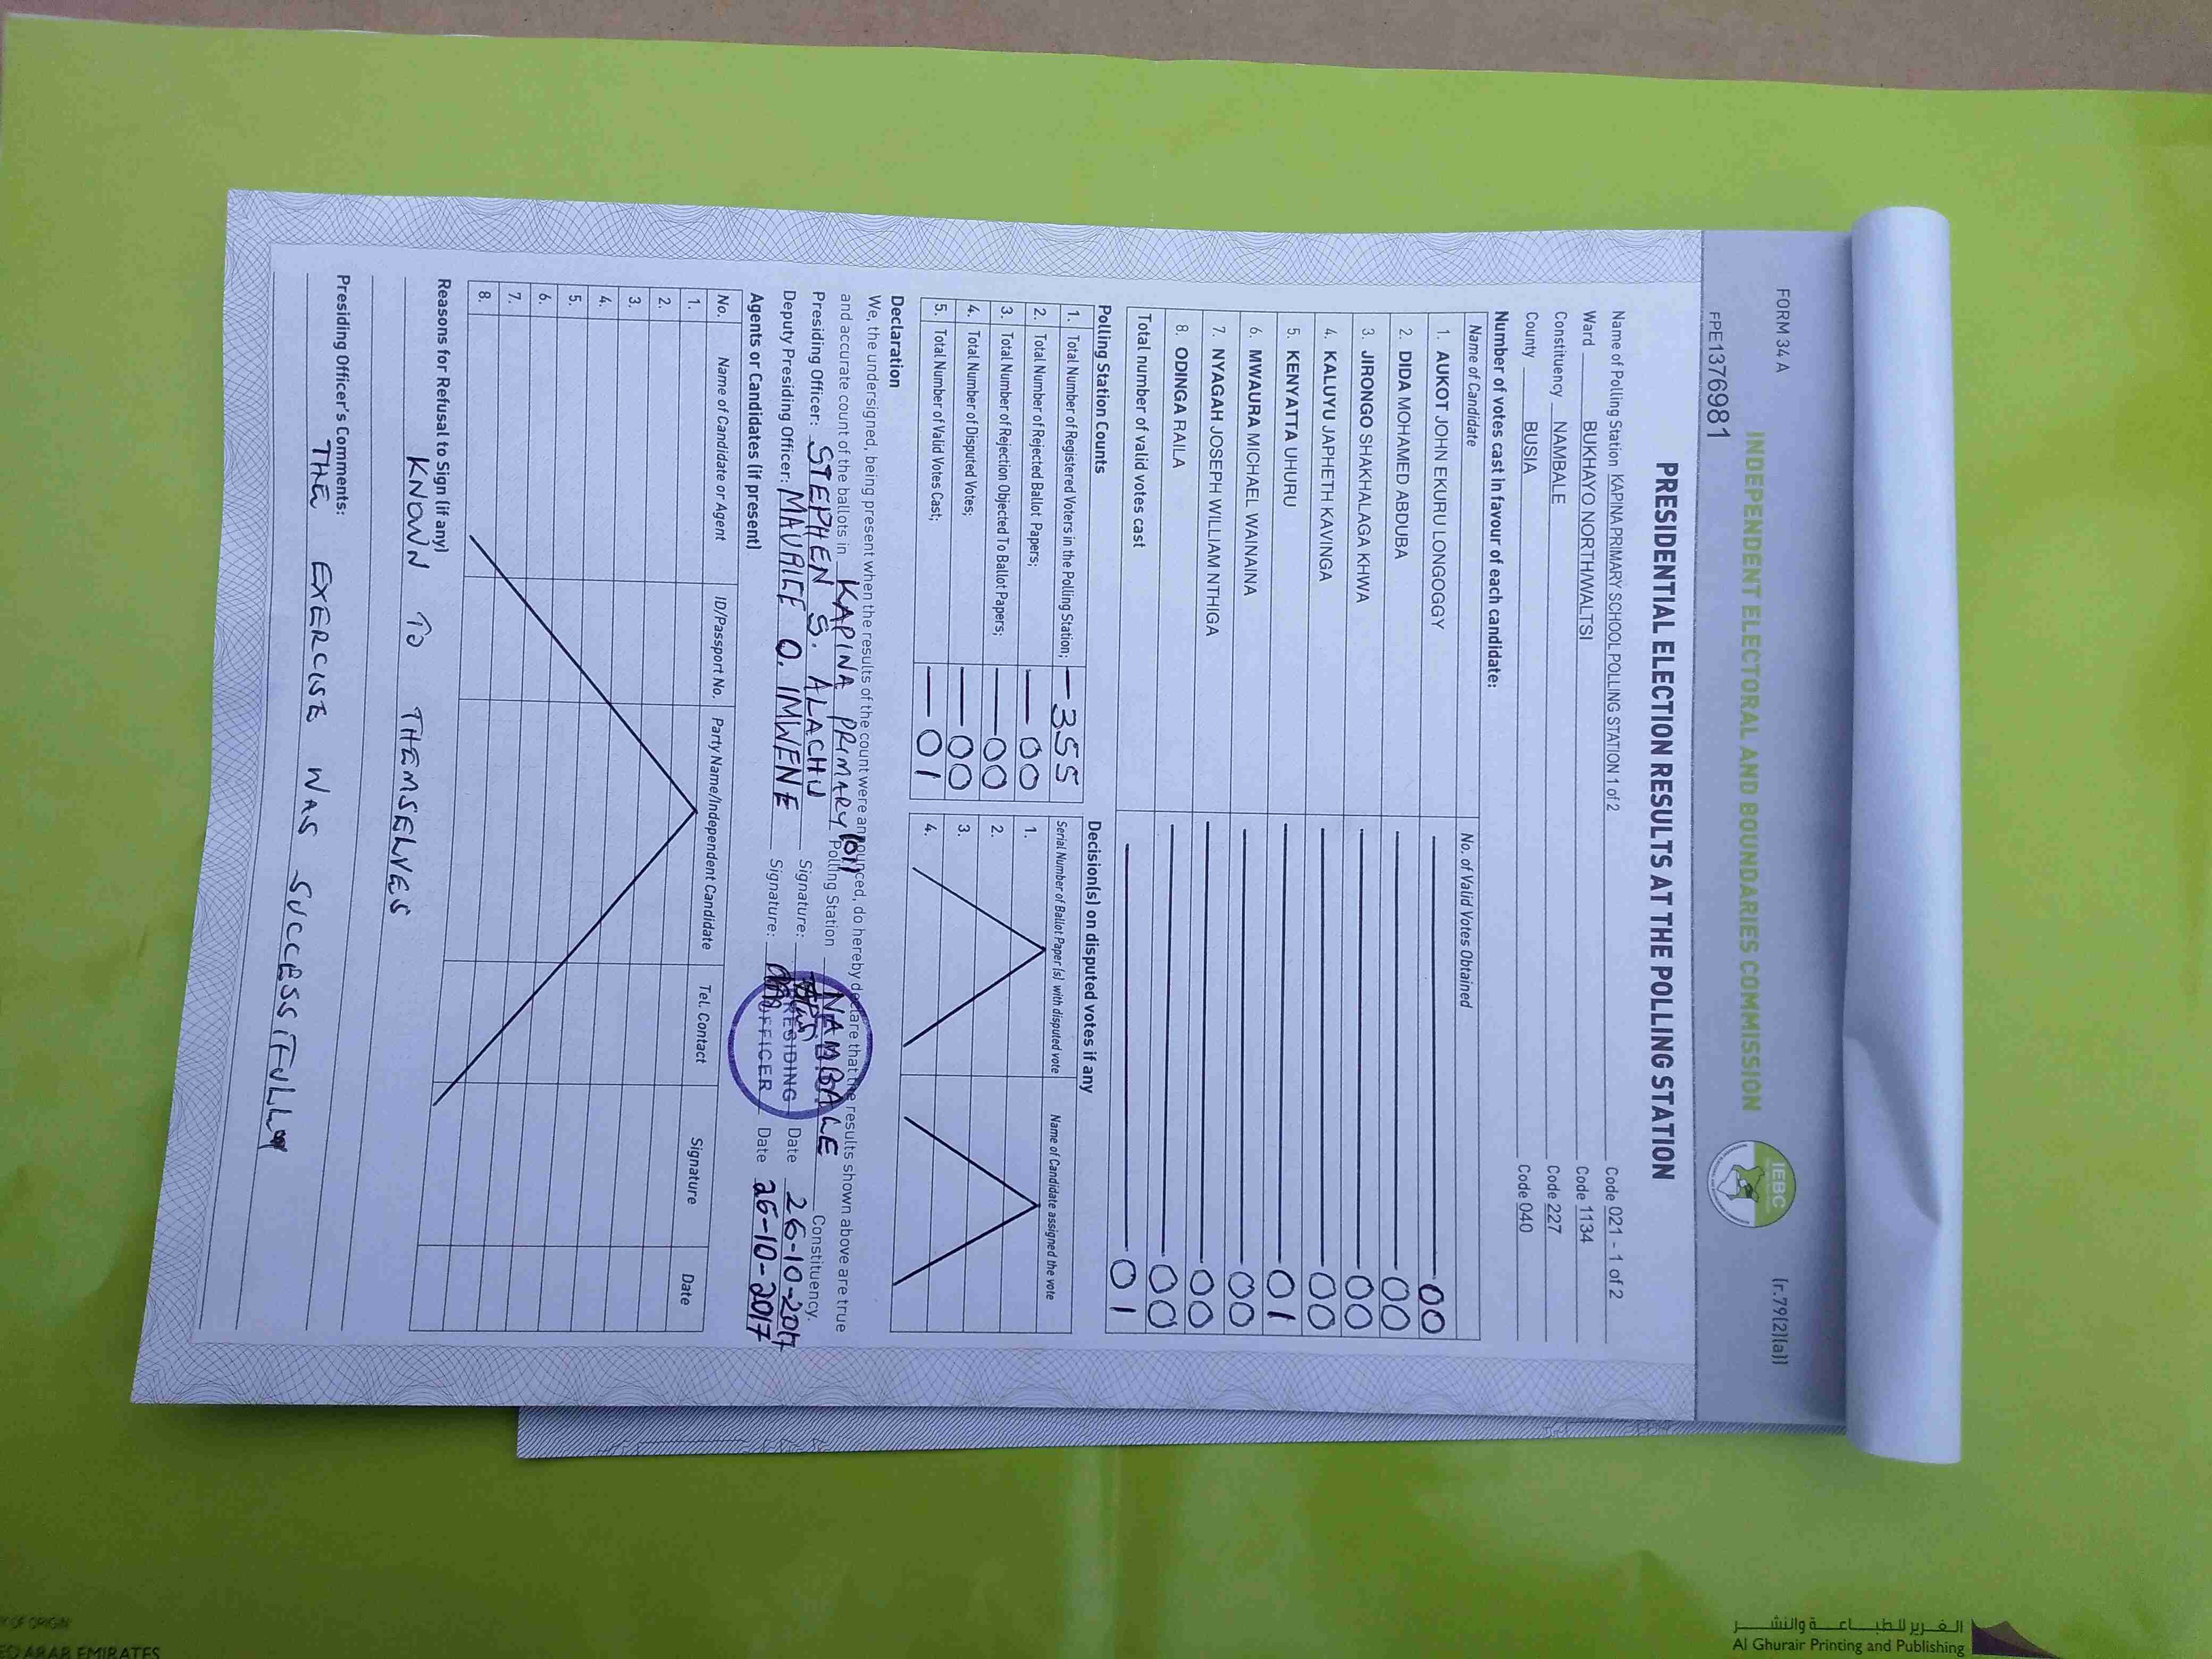 FORM 34 A
(r.79(2)(a))
INDEPENDENT ELECTORAL AND BOUNDARIES COMMISSION
IEBC
FPE1376981
PRESIDENTIAL ELECTION RESULTS AT THE POLLING STATION
Name of Polling Station KAPINA PRIMARY SCHOOL POLLING STATION 1 of 2 Code 021 - 1 of 2
Ward BUKHAYO NORTH/WALTSI Code 1134
Constituency NAMBALE Code 227
County BUSIA Code 040
Number of votes cast in favour of each candidate:
Name of Candidate No. of Valid Votes Obtained
1. AUKOT JOHN EKURU LONGOGGY 00
2. DIDA MOHAMED ABDUBA 00
3. JIRONGO SHAKHALAGA KHWA 00
4. KALUYU JAPHETH KAVINGA 00
5. KENYATTA UHURU 01
6. MWAURA MICHAEL WAINAINA 00
7. NYAGAH JOSEPH WILLIAM NTHIGA 00
8. ODINGA RAILA 00
Total number of valid votes cast 01
Polling Station Counts
1. Total Number of Registered Voters in the Polling Station; 355
2. Total Number of Rejected Ballot Papers; 00
3. Total Number of Rejection Objected To Ballot Papers; 00
4. Total Number of Disputed Votes; 00
5. Total Number of Valid Votes Cast; 01
Decision(s) on disputed votes if any
Serial Number of Ballot Paper (s) with disputed vote Name of Candidate assigned the vote
1.
2.
3.
4.
Declaration
We, the undersigned, being present when the results of the count were announced, do hereby declare that the results shown above are true
and accurate count of the ballots in KAPINA PRIMARY (01) Polling Station NAMBALE Constituency.
Presiding Officer: STEPHEN S. ALACHU Signature: Date 26-10-2017
Deputy Presiding Officer: MAURICE O. IMWENE Signature: Date 26-10-2017
PRESIDING
OFFICER
Agents or Candidates (if present)
No. Name of Candidate or Agent ID/Passport No. Party Name/Independent Candidate Tel. Contact Signature Date
1.
2.
3.
4.
5.
6.
7.
8.
Reasons for Refusal to Sign (if any)
KNOWN TO THEMSELVES
Presiding Officer's Comments:
THE EXERCISE WAS SUCCESSIFULLY
الغرير للطباعة والنشر
Al Ghurair Printing and Publishing
OF ORIGIN
ARAB EMIRATES